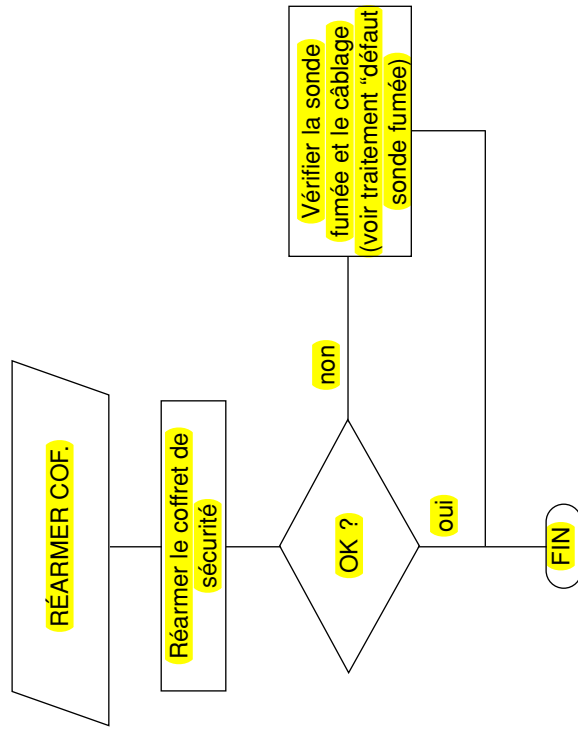 RÉARMER COF.
Réarmer le coffret de
sécurité
OK ?
non
Vérifier la sonde
fumée et le câblage
(voir traitement “défaut
sonde fumée)
oui
FIN